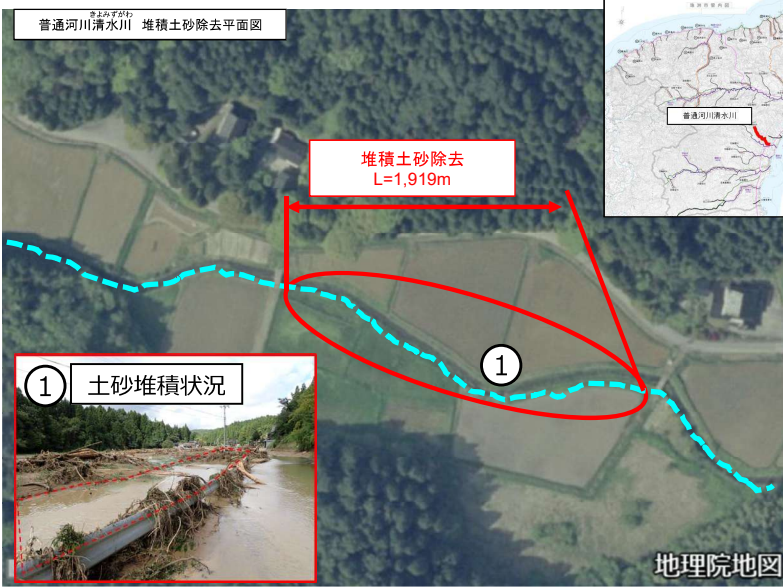 きよみずがわ
普通河川清水川 堆積土砂除去平面図
普通河川清水川
堆積土砂除去
L=1,919m
①
① 土砂堆積状況
地理院地図